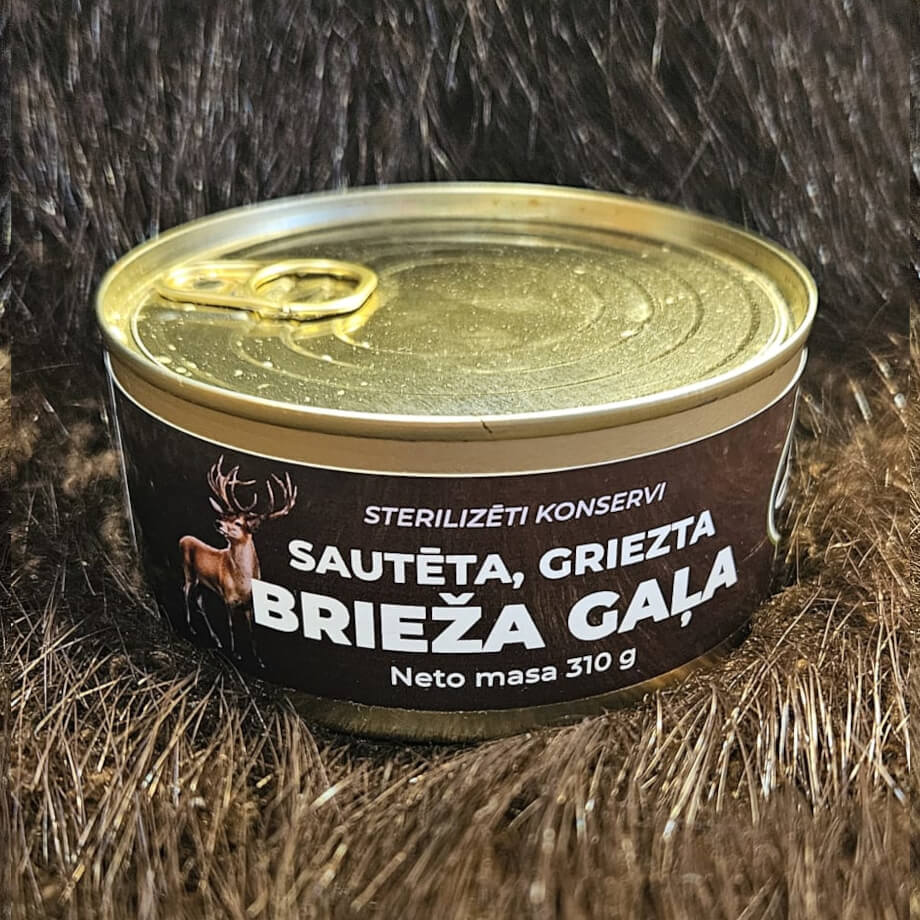 STERILIZĒTI KONSERVI
SAUTĒTA, GRIEZTA
BRIEŽA GAĻA
Neto masa 310 g